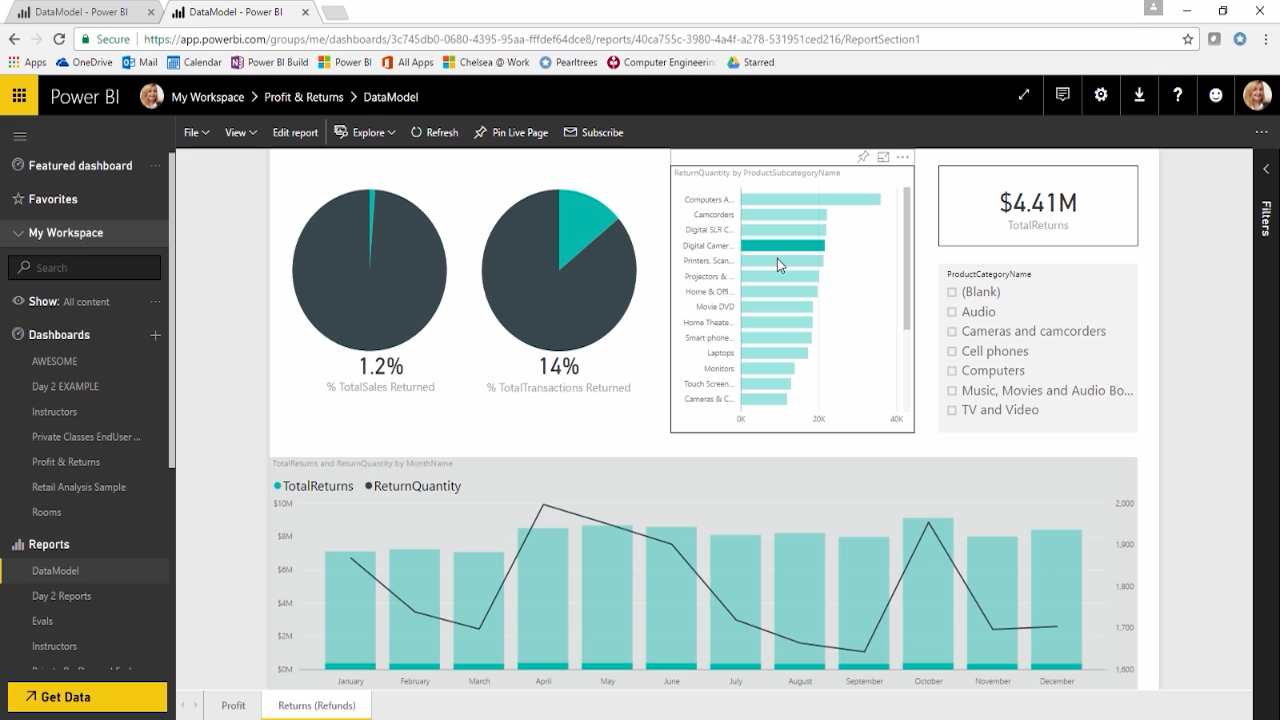 DataModel - Power BI
DataModel - Power BI
Secure
https://app.powerbi.com/groups/me/dashboards/3c745db0-0680-4395-95aa-fffdef64dce8/reports/40ca755c-3980-4a4f-a278-531951ced216/ReportSection1
Apps OneDrive Mail Calendar Power BI Build Power BI All Apps Chelsea @ Work Pearltrees Computer Engineering Starred
Power BI My Workspace > Profit & Returns > DataModel
File View Edit report Explore Refresh Pin Live Page Subscribe
Featured dashboard
Favorites
My Workspace
Search
Show: All content
Dashboards
AWESOME
Day 2 EXAMPLE
Instructors
Private Classes EndUser ...
Profit & Returns
Retail Analysis Sample
Rooms
Reports
DataModel
Day 2 Reports
Evals
Instructors
Get Data
1.2%
% TotalSales Returned
14%
% TotalTransactions Returned
ReturnQuantity by ProductSubcategoryName
Computers A...
Camcorders
Digital SLR C...
Digital Camer...
Printers, Scan...
Projectors & ...
Home & Offi...
Movie DVD
Home Theate...
Smart phone...
Laptops
Monitors
Touch Screen...
Cameras & C...
0K 20K 40K
$4.41M
TotalReturns
ProductCategoryName
(Blank)
Audio
Cameras and camcorders
Cell phones
Computers
Music, Movies and Audio Bo...
TV and Video
Filters
TotalReturns and ReturnQuantity by MonthName
TotalReturns ReturnQuantity
$10M
$8M
$6M
$4M
$2M
$0M
2,000
1,900
1,800
1,700
1,600
January February March April May June July August September October November December
Profit Returns (Refunds)